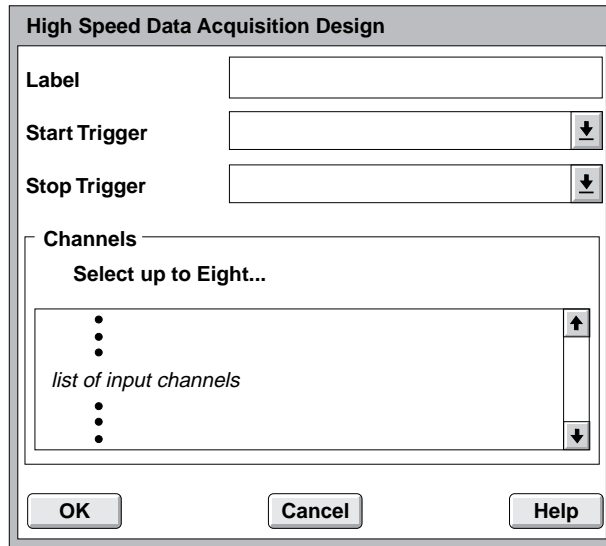 High Speed Data Acquisition Design
Label
Start Trigger
Stop Trigger
Channels
Select up to Eight...
list of input channels
OK Cancel Help